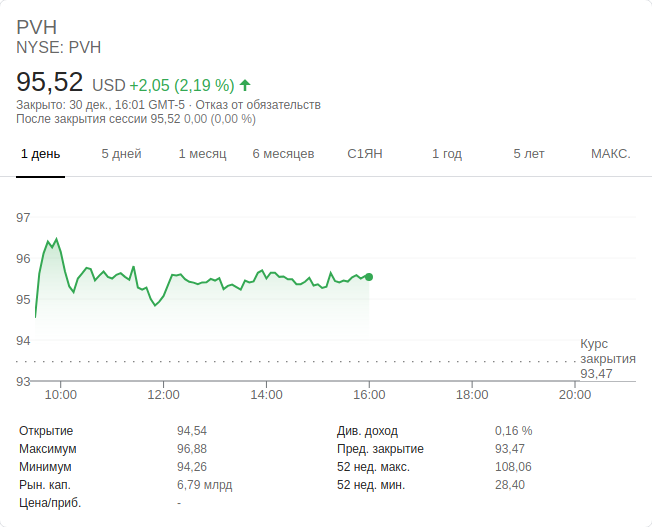 PVH
NYSE: PVH
95,52 USD +2,05 (2,19 %)
Закрыто: 30 дек., 16:01 GMT-5 · Отказ от обязательств
После закрытия сессии 95,52 0,00 (0,00 %)
1 день 5 дней 1 месяц 6 месяцев С1ЯН 1 год 5 лет МАКС.
97
96
95
94
93
Курс
закрытия
93,47
10:00 12:00 14:00 16:00 18:00 20:00
Открытие 94,54 Див. доход 0,16 %
Максимум 96,88 Пред. закрытие 93,47
Минимум 94,26 52 нед. макс. 108,06
Рын. кап. 6,79 млрд 52 нед. мин. 28,40
Цена/приб. -